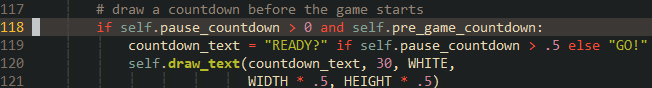 117 # draw a countdown before the game starts
118 if self.pause_countdown > 0 and self.pre_game_countdown:
119 countdown_text = "READY?" if self.pause_countdown > .5 else "GO!"
120 self.draw_text(countdown_text, 30, WHITE,
121 WIDTH * .5, HEIGHT * .5)